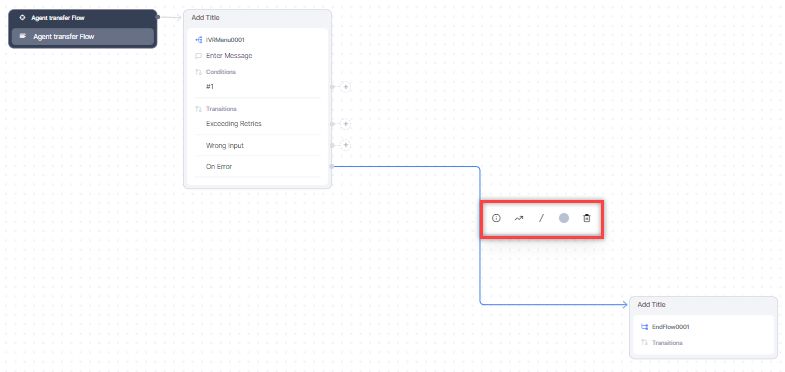 Agent transfer Flow
Agent transfer Flow
Add Title
IVRMenu0001
Enter Message
Conditions
#1
Transitions
Exceeding Retries
Wrong Input
On Error
Add Title
EndFlow0001
Transitions